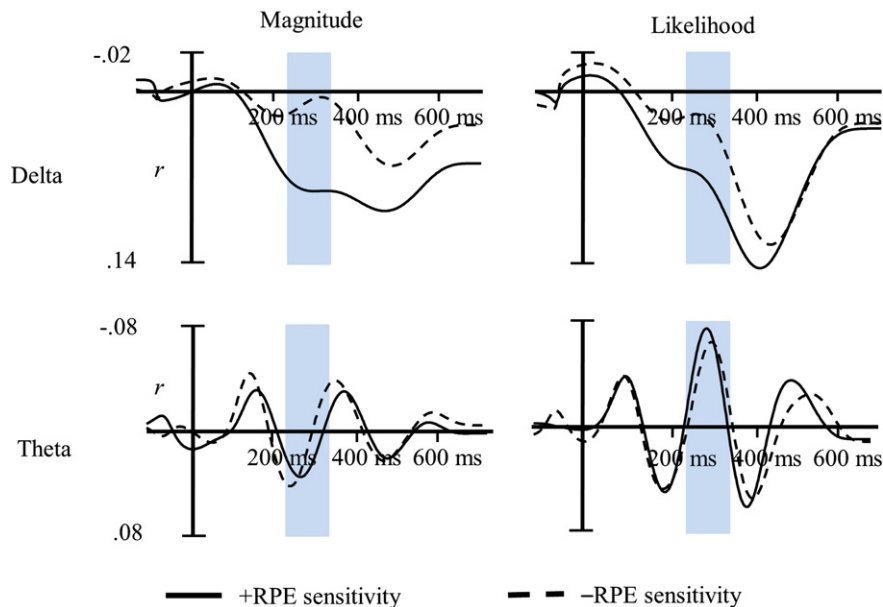 Magnitude
Likelihood
-.02
200 ms 400 ms 600 ms
200 ms 400 ms 600 ms
Delta
r
.14
-.08
r
200 ms 400 ms 600 ms
200 ms 400 ms 600 ms
Theta
.08
+RPE sensitivity
–RPE sensitivity